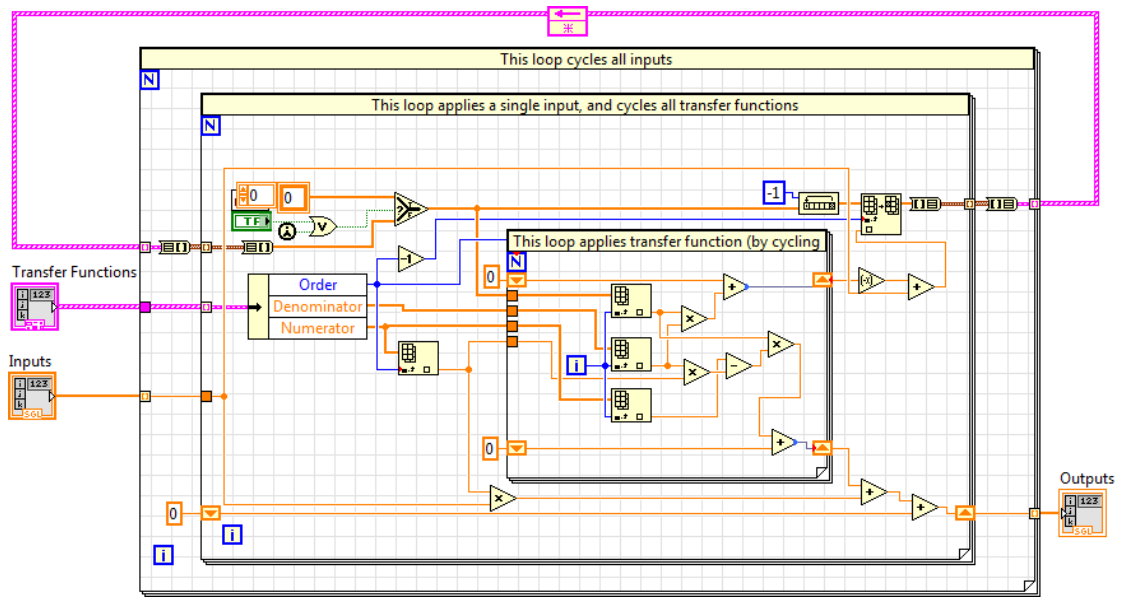 This loop cycles all inputs
N
This loop applies a single input, and cycles all transfer functions
N
0
0
-1
TF
This loop applies transfer function (by cycling
N
-1
0
Transfer Functions
123
Order
Denominator
Numerator
+
(-x)
+
×
×
i
×
−
Inputs
123
SGL
0
+
×
+
+
0
Outputs
123
SGL
i
i